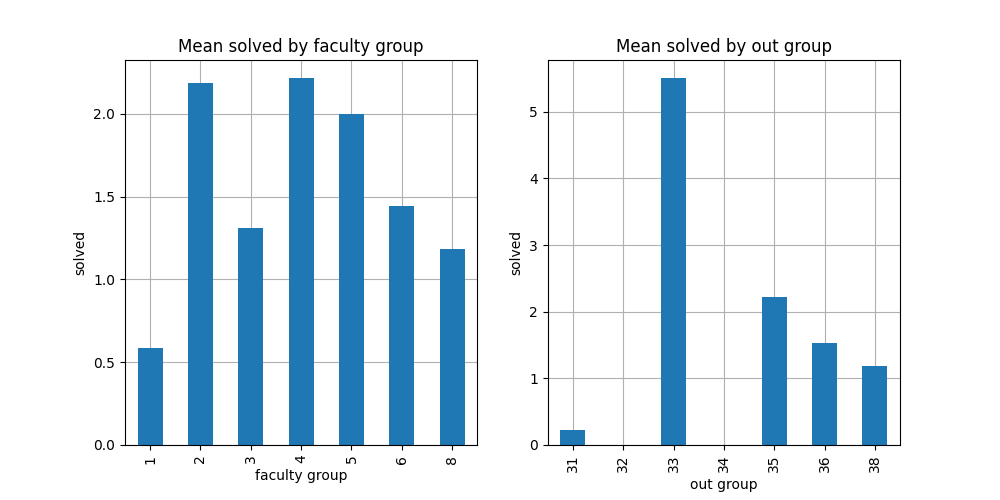 Mean solved by faculty group
2.0
1.5
1.0
0.5
0.0
solved
1 2 3 4 5 6 8
faculty group
Mean solved by out group
5
4
3
2
1
0
solved
31 32 33 34 35 36 38
out group